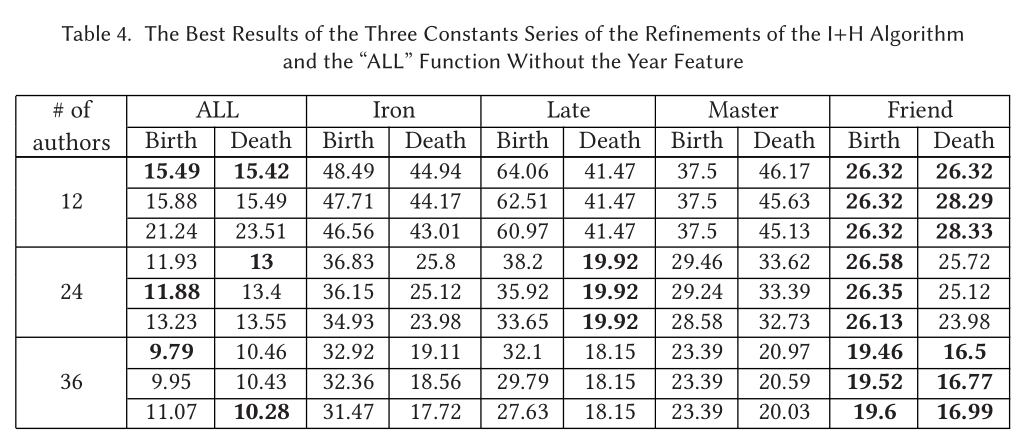 Table 4. The Best Results of the Three Constants Series of the Refinements of the I+H Algorithm
and the “ALL” Function Without the Year Feature
# of authors ALL Iron Late Master Friend
Birth Death Birth Death Birth Death Birth Death Birth Death
12
15.49 15.42 48.49 44.94 64.06 41.47 37.5 46.17 26.32 26.32
15.88 15.49 47.71 44.17 62.51 41.47 37.5 45.63 26.32 28.29
21.24 23.51 46.56 43.01 60.97 41.47 37.5 45.13 26.32 28.33
24
11.93 13 36.83 25.8 38.2 19.92 29.46 33.62 26.58 25.72
11.88 13.4 36.15 25.12 35.92 19.92 29.24 33.39 26.35 25.12
13.23 13.55 34.93 23.98 33.65 19.92 28.58 32.73 26.13 23.98
36
9.79 10.46 32.92 19.11 32.1 18.15 23.39 20.97 19.46 16.5
9.95 10.43 32.36 18.56 29.79 18.15 23.39 20.59 19.52 16.77
11.07 10.28 31.47 17.72 27.63 18.15 23.39 20.03 19.6 16.99